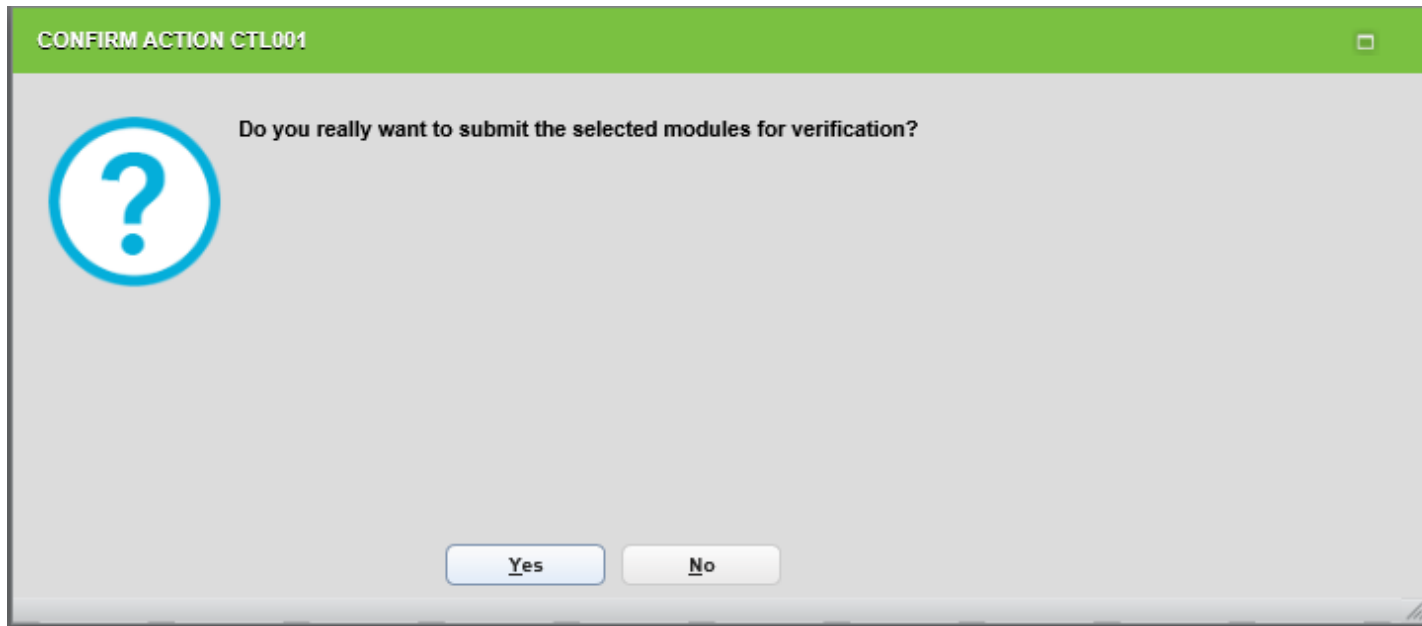 CONFIRM ACTION CTL001
Do you really want to submit the selected modules for verification?
?
Yes
No